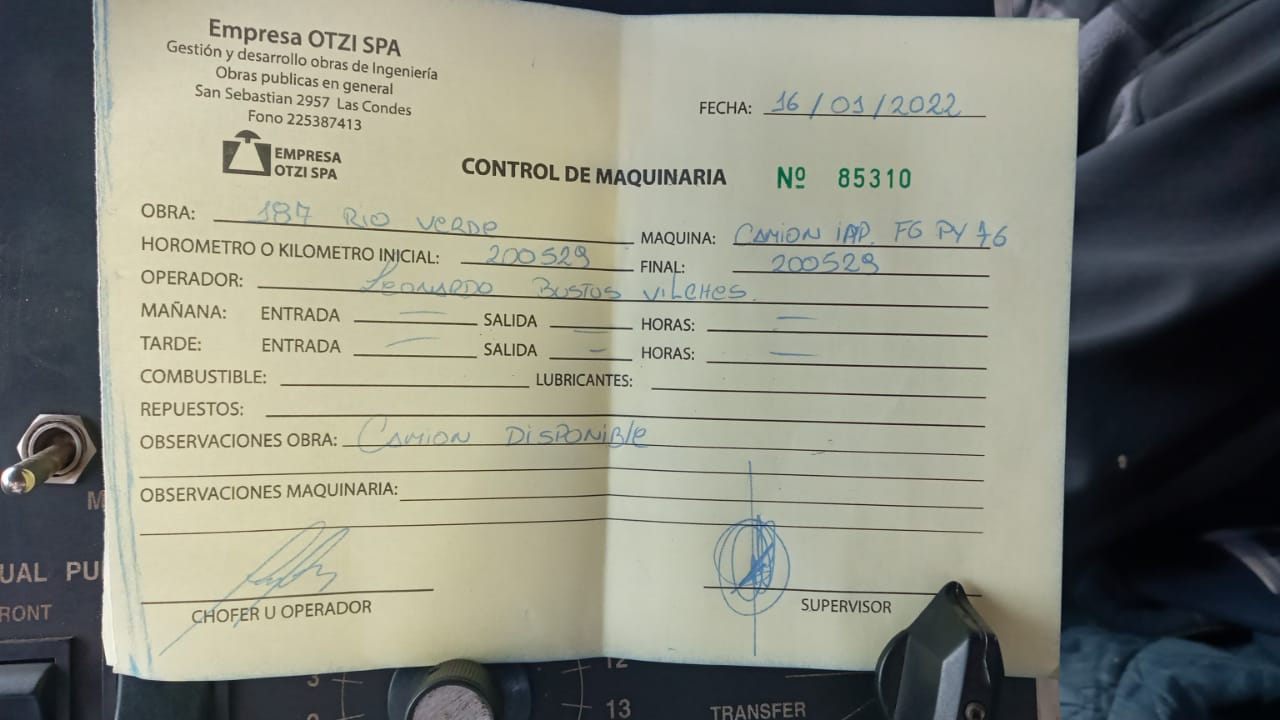 Empresa OTZI SPA
Gestión y desarrollo obras de Ingeniería
Obras publicas en general
San Sebastian 2957 Las Condes
Fono 225387413
FECHA: 16/01/2022
EMPRESA
OTZI SPA
CONTROL DE MAQUINARIA Nº 85310
OBRA: 187 RIO VERDE MAQUINA: CAMION IAP. FG PY 76
HOROMETRO O KILOMETRO INICIAL: 200529 FINAL: 200529
OPERADOR: LEONARDO BUSTOS VILCHES.
MAÑANA: ENTRADA — SALIDA — HORAS: —
TARDE: ENTRADA — SALIDA — HORAS: —
COMBUSTIBLE: LUBRICANTES:
REPUESTOS:
OBSERVACIONES OBRA: CAMION DISPONIBLE
OBSERVACIONES MAQUINARIA:
CHOFER U OPERADOR SUPERVISOR
UAL PU
RONT
3
12
13
TRANSFER